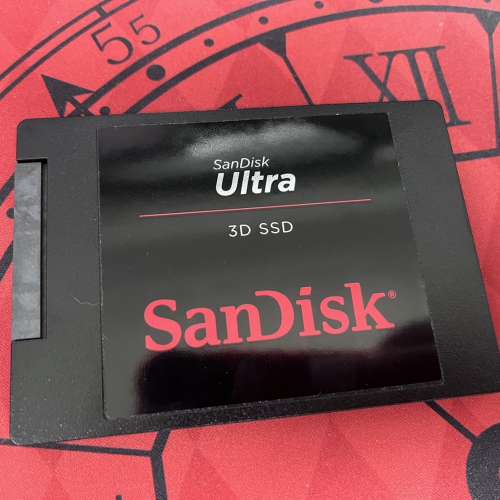 55
XII
SanDisk
Ultra
3D SSD
SanDisk®